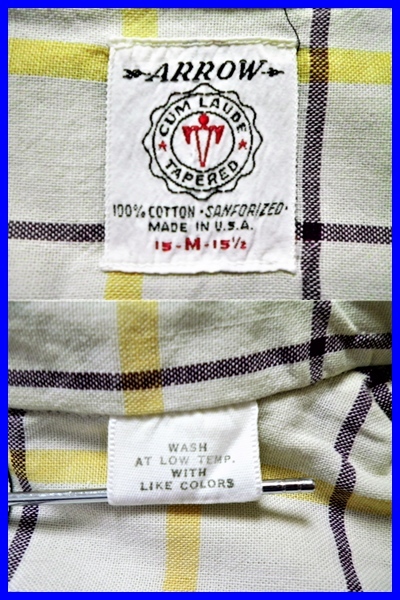 ARROW
CUM LAUDE
TAPERED
100% COTTON · SANFORIZED·
MADE IN U.S.A.
15-M-15½
WASH
AT LOW TEMP.
WITH
LIKE COLORS